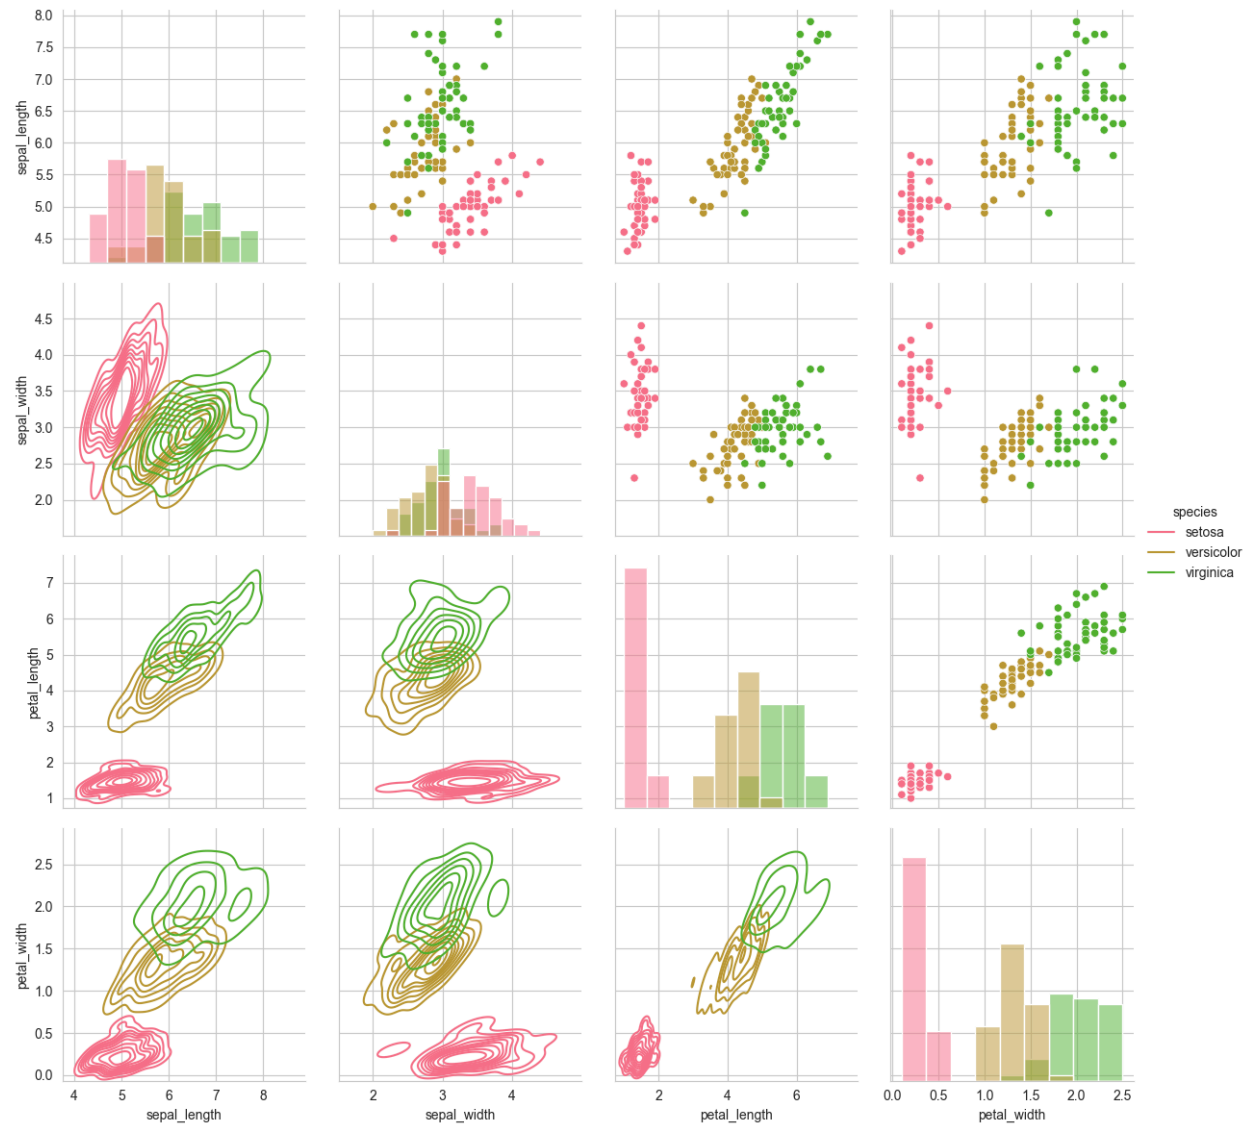 8.0
7.5
7.0
6.5
6.0
5.5
5.0
4.5
sepal_length
4.5
4.0
3.5
3.0
2.5
2.0
sepal_width
species
setosa
versicolor
virginica
7
6
5
4
3
2
1
petal_length
2.5
2.0
1.5
1.0
0.5
0.0
petal_width
4 5 6 7 8
2 3 4
2 4 6
0.0 0.5 1.0 1.5 2.0 2.5
sepal_length
sepal_width
petal_length
petal_width